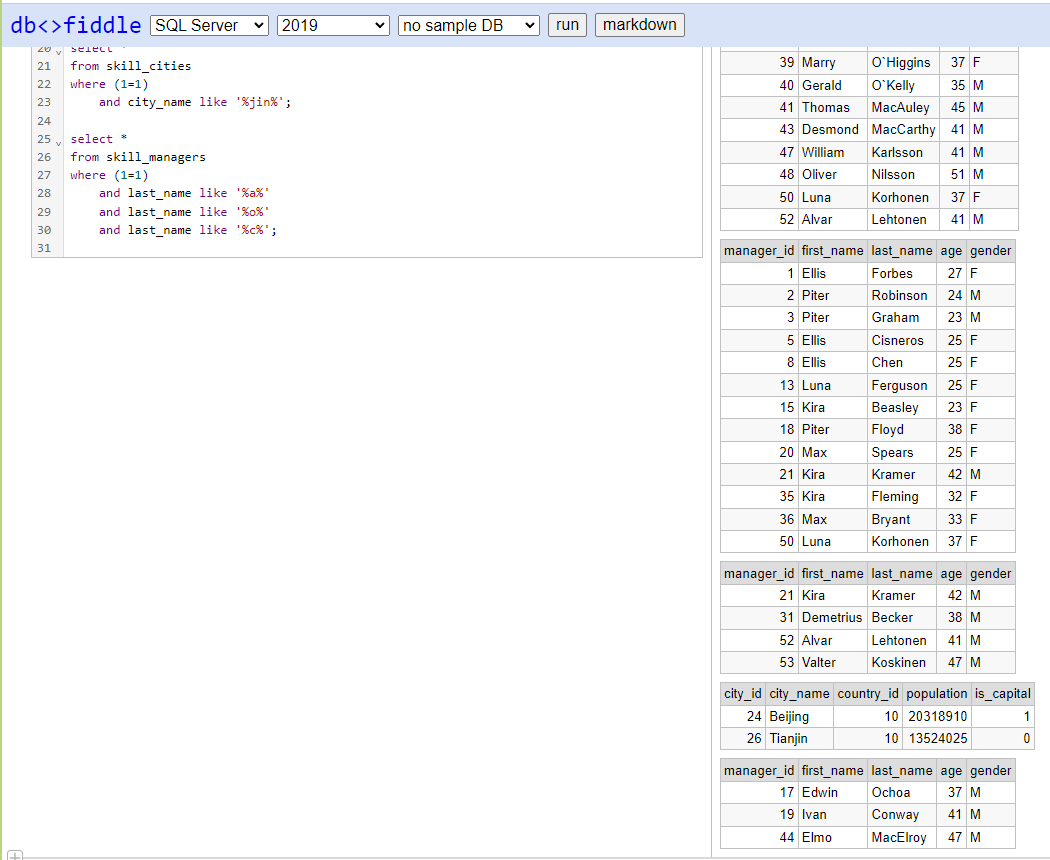 db<>fiddle SQL Server 2019 no sample DB run markdown
20 select *
21 from skill_cities
22 where (1=1)
23 and city_name like '%jin%';
24
25 select *
26 from skill_managers
27 where (1=1)
28 and last_name like '%a%'
29 and last_name like '%o%'
30 and last_name like '%c%';
31
39 Marry O`Higgins 37 F
40 Gerald O`Kelly 35 M
41 Thomas MacAuley 45 M
43 Desmond MacCarthy 41 M
47 William Karlsson 41 M
48 Oliver Nilsson 51 M
50 Luna Korhonen 37 F
52 Alvar Lehtonen 41 M
manager_id first_name last_name age gender
1 Ellis Forbes 27 F
2 Piter Robinson 24 M
3 Piter Graham 23 M
5 Ellis Cisneros 25 F
8 Ellis Chen 25 F
13 Luna Ferguson 25 F
15 Kira Beasley 23 F
18 Piter Floyd 38 F
20 Max Spears 25 F
21 Kira Kramer 42 M
35 Kira Fleming 32 F
36 Max Bryant 33 F
50 Luna Korhonen 37 F
manager_id first_name last_name age gender
21 Kira Kramer 42 M
31 Demetrius Becker 38 M
52 Alvar Lehtonen 41 M
53 Valter Koskinen 47 M
city_id city_name country_id population is_capital
24 Beijing 10 20318910 1
26 Tianjin 10 13524025 0
manager_id first_name last_name age gender
17 Edwin Ochoa 37 M
19 Ivan Conway 41 M
44 Elmo MacElroy 47 M